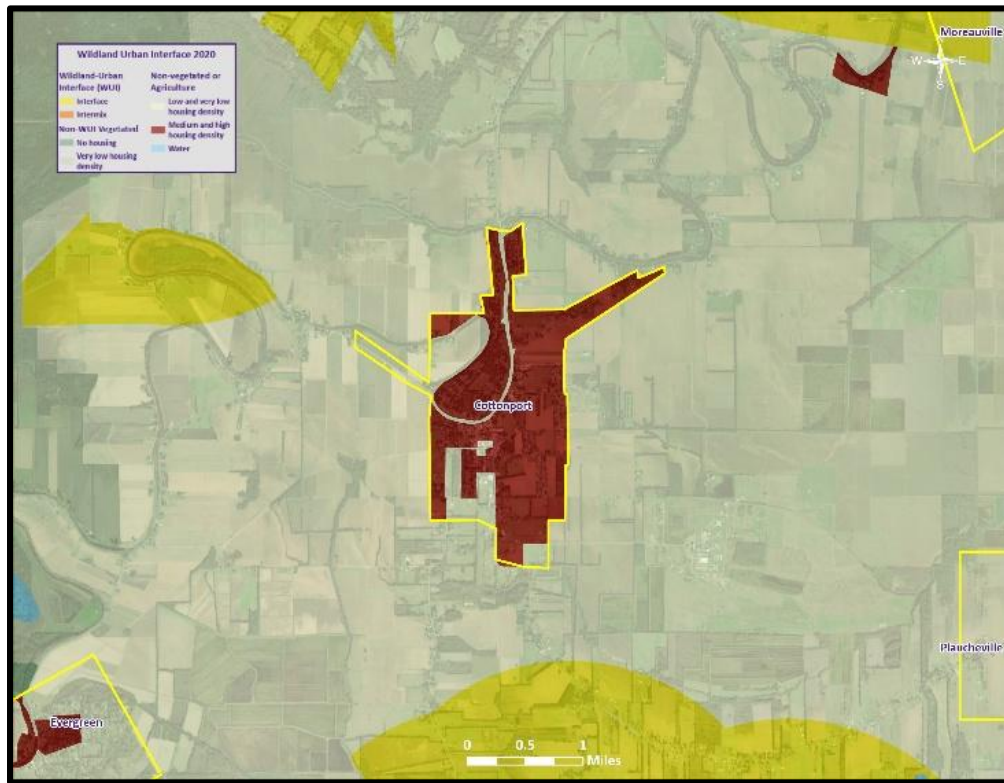 Wildland Urban Interface 2020
Wildland-Urban Interface (WUI)
Interface
Intermix
Non-WUI Vegetated
No housing
Very low housing density
Non-vegetated or Agriculture
Low and very low housing density
Medium and high housing density
Water
Moreauville
W E
S
Cottonport
Plaucheville
Evergreen
0 0.5 1
Miles